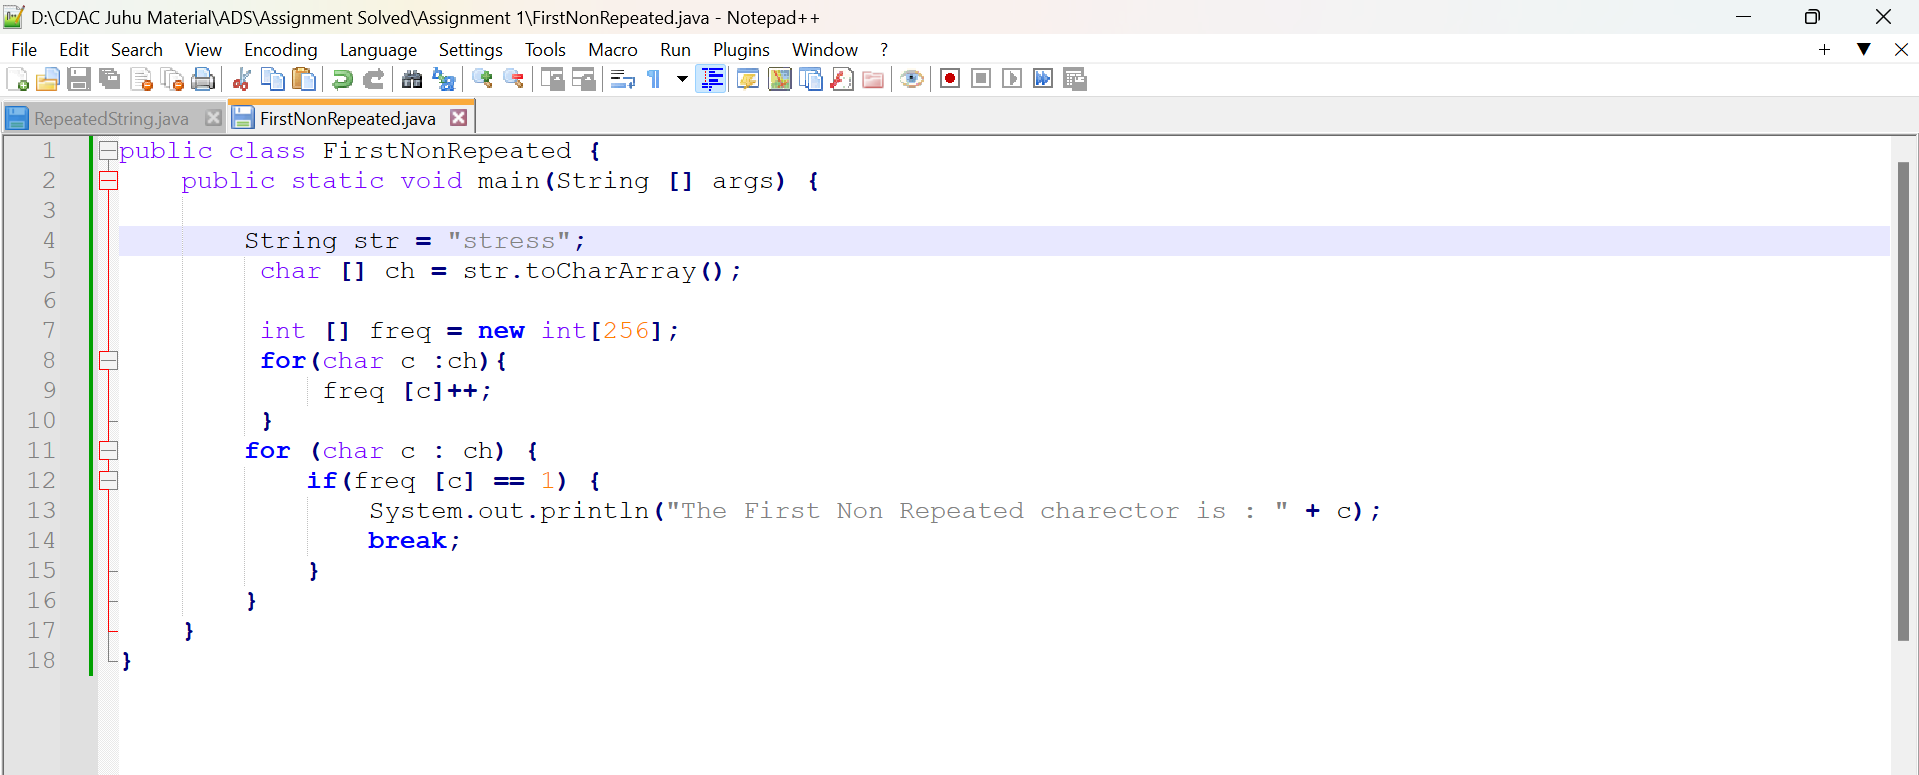 D:\CDAC Juhu Material\ADS\Assignment Solved\Assignment 1\FirstNonRepeated.java - Notepad++
File Edit Search View Encoding Language Settings Tools Macro Run Plugins Window ?
RepeatedString.java FirstNonRepeated.java
1 public class FirstNonRepeated {
2 public static void main(String [] args) {
3
4 String str = "stress";
5 char [] ch = str.toCharArray();
6
7 int [] freq = new int[256];
8 for(char c :ch){
9 freq [c]++;
10 }
11 for (char c : ch) {
12 if(freq [c] == 1) {
13 System.out.println("The First Non Repeated charector is : " + c);
14 break;
15 }
16 }
17 }
18 }